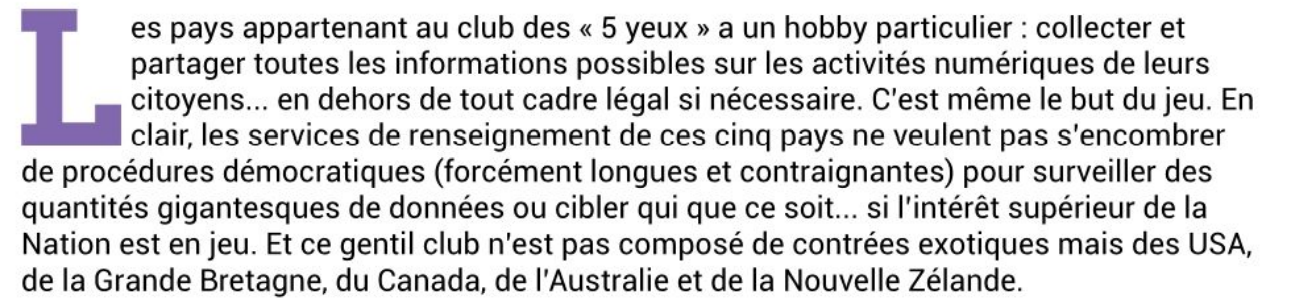 Les pays appartenant au club des « 5 yeux » a un hobby particulier : collecter et
partager toutes les informations possibles sur les activités numériques de leurs
citoyens... en dehors de tout cadre légal si nécessaire. C'est même le but du jeu. En
clair, les services de renseignement de ces cinq pays ne veulent pas s'encombrer
de procédures démocratiques (forcément longues et contraignantes) pour surveiller des
quantités gigantesques de données ou cibler qui que ce soit... si l'intérêt supérieur de la
Nation est en jeu. Et ce gentil club n'est pas composé de contrées exotiques mais des USA,
de la Grande Bretagne, du Canada, de l'Australie et de la Nouvelle Zélande.